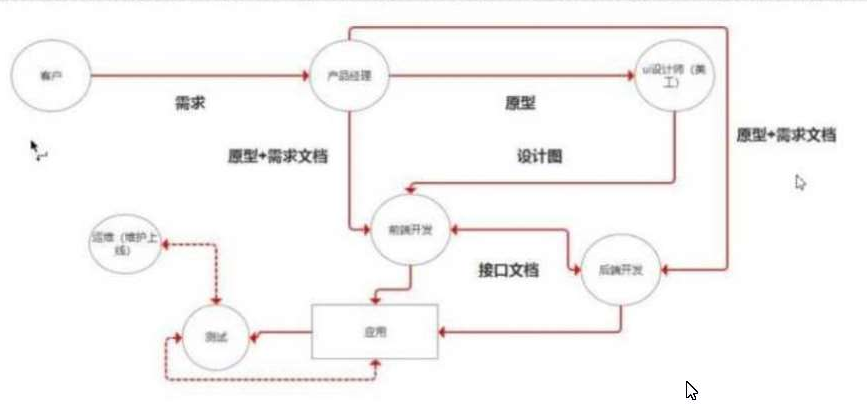 客户
产品经理
ui设计师（美
工）
需求
原型
原型+需求文档
原型+需求文档
设计图
运维（维护上
线）
前端开发
接口文档
后端开发
测试
应用